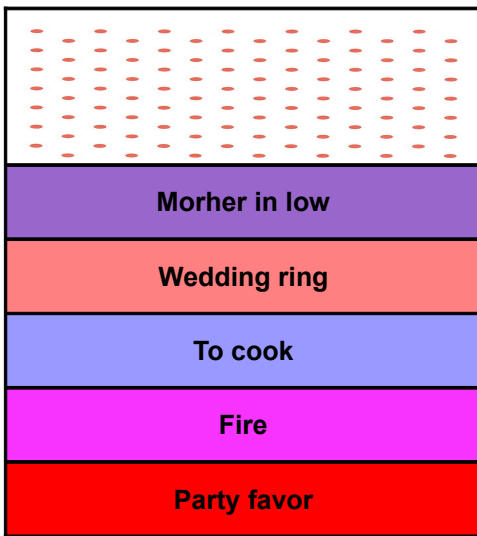 Morher in low
Wedding ring
To cook
Fire
Party favor